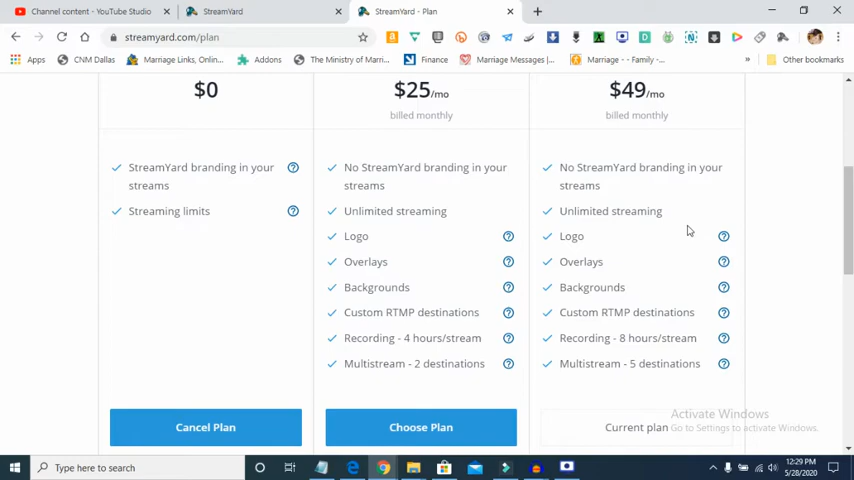 Channel content - YouTube Studio
StreamYard
StreamYard - Plan
streamyard.com/plan
Apps
CNM Dallas
Marriage Links, Onlin...
Addons
The Ministry of Marri...
Finance
Marriage Messages |...
Marriage - - Family -...
Other bookmarks
$0
$25/mo
$49/mo
billed monthly
billed monthly
StreamYard branding in your
streams
Streaming limits
Cancel Plan
No StreamYard branding in your
streams
Unlimited streaming
Logo
Overlays
Backgrounds
Custom RTMP destinations
Recording - 4 hours/stream
Multistream - 2 destinations
Choose Plan
No StreamYard branding in your
streams
Unlimited streaming
Logo
Overlays
Backgrounds
Custom RTMP destinations
Recording - 8 hours/stream
Multistream - 5 destinations
Current plan
Activate Windows
Go to Settings to activate Windows.
Type here to search
12:29 PM
5/28/2020